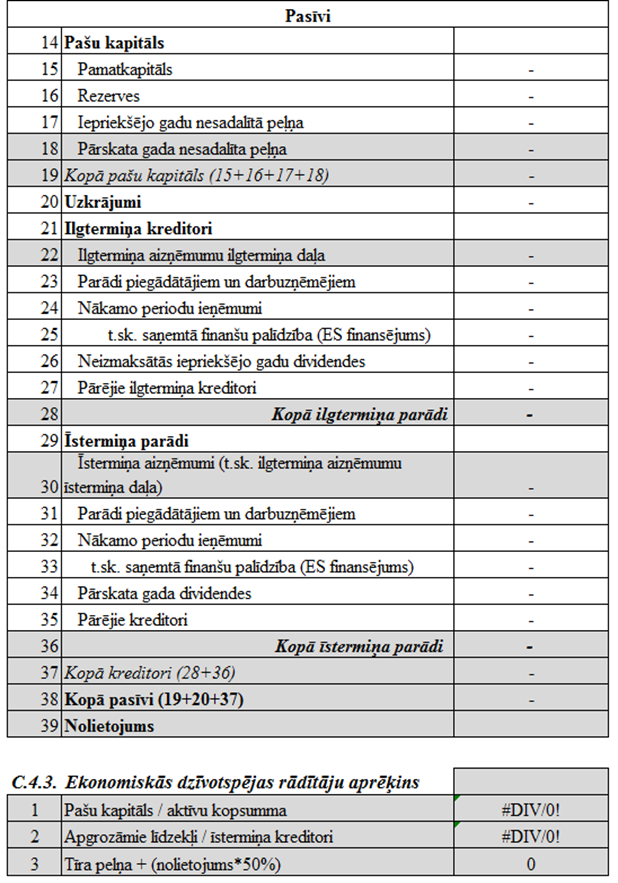 Pasīvi
14 Pašu kapitāls
15 Pamatkapitāls -
16 Rezerves -
17 Iepriekšējo gadu nesadalītā peļņa -
18 Pārskata gada nesadalīta peļņa -
19 Kopā pašu kapitāls (15+16+17+18) -
20 Uzkrājumi -
21 Ilgtermiņa kreditori
22 Ilgtermiņa aizņēmumu ilgtermiņa daļa -
23 Parādi piegādātājiem un darbuzņēmējiem -
24 Nākamo periodu ieņēmumi -
25 t.sk. saņemtā finanšu palīdzība (ES finansējums) -
26 Neizmaksātās iepriekšējo gadu dividendes -
27 Pārējie ilgtermiņa kreditori -
28 Kopā ilgtermiņa parādi -
29 Īstermiņa parādi
Īstermiņa aizņēmumi (t.sk. ilgtermiņa aizņēmumu
30 īstermiņa daļa) -
31 Parādi piegādātājiem un darbuzņēmējiem -
32 Nākamo periodu ieņēmumi -
33 t.sk. saņemtā finanšu palīdzība (ES finansējums) -
34 Pārskata gada dividendes -
35 Pārējie kreditori -
36 Kopā īstermiņa parādi -
37 Kopā kreditori (28+36) -
38 Kopā pasīvi (19+20+37) -
39 Nolietojums
C.4.3. Ekonomiskās dzīvotspējas rādītāju aprēķins
1 Pašu kapitāls / aktīvu kopsumma #DIV/0!
2 Apgrozāmie līdzekļi / īstermiņa kreditori #DIV/0!
3 Tīra peļņa + (nolietojums*50%) 0